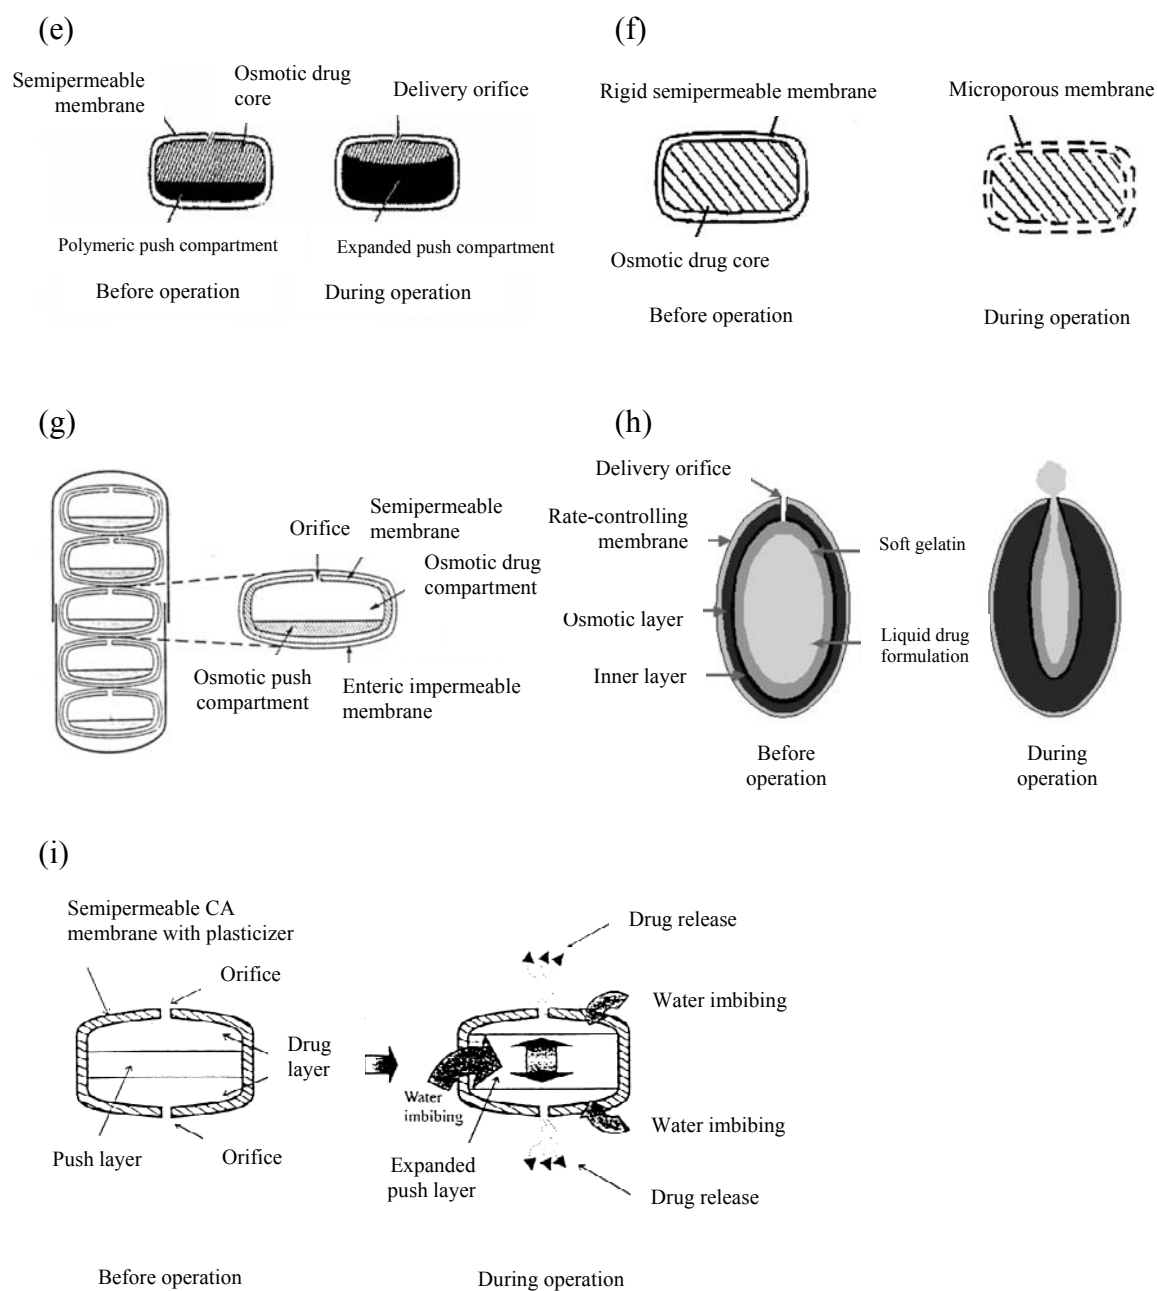 (e)
Semipermeable
membrane
Osmotic drug
core
Delivery orifice
Polymeric push compartment
Expanded push compartment
Before operation
During operation
(f)
Rigid semipermeable membrane
Microporous membrane
Osmotic drug core
Before operation
During operation
(g)
Orifice
Semipermeable
membrane
Osmotic drug
compartment
Osmotic push
compartment
Enteric impermeable
membrane
(h)
Delivery orifice
Rate-controlling
membrane
Soft gelatin
Osmotic layer
Liquid drug
formulation
Inner layer
Before
operation
During
operation
(i)
Semipermeable CA
membrane with plasticizer
Orifice
Drug
layer
Push layer
Orifice
Drug release
Water imbibing
Water
imbibing
Water imbibing
Expanded
push layer
Drug release
Before operation
During operation